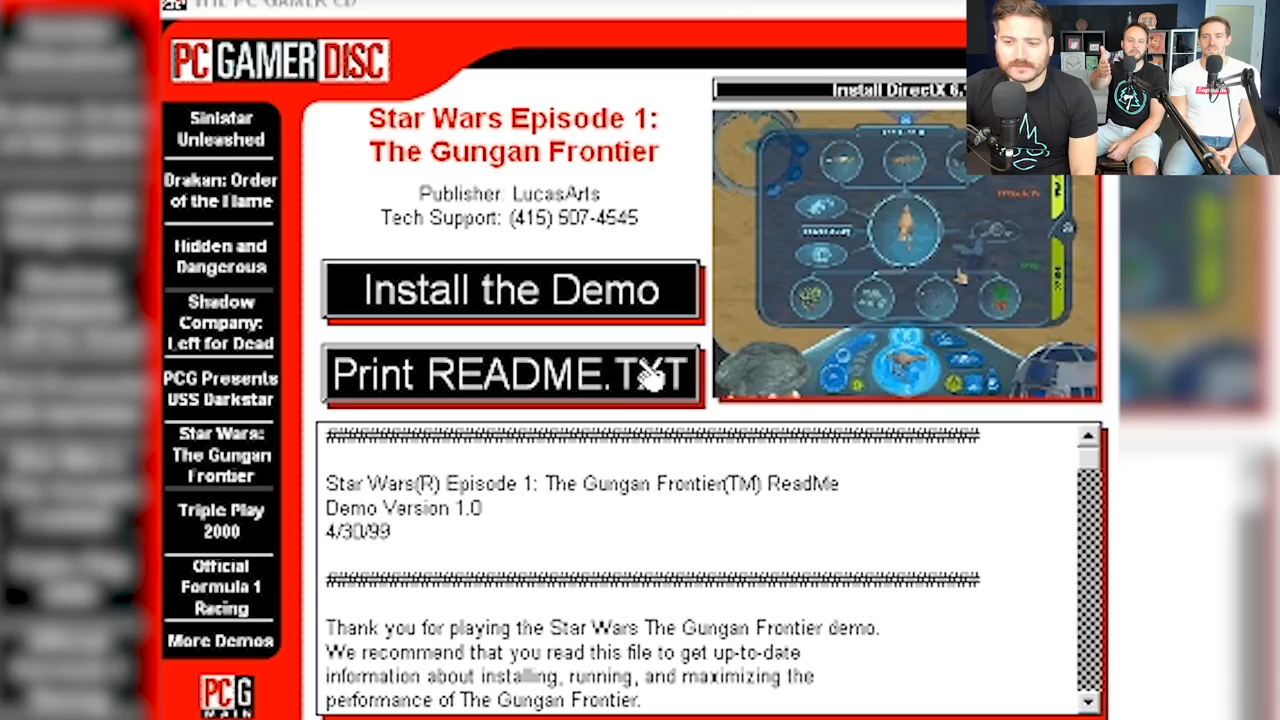 THE PC GAMER CD
PC GAMER DISC
Install DirectX 6.
Sinistar
Unleashed
Drakan: Order
of the Flame
Hidden and
Dangerous
Shadow
Company:
Left for Dead
PCG Presents
USS Darkstar
Star Wars:
The Gungan
Frontier
Triple Play
2000
Official
Formula 1
Racing
More Demos
PCG
MAIN
Star Wars Episode 1:
The Gungan Frontier
Publisher: LucasArts
Tech Support: (415) 507-4545
Install the Demo
Print README.TXT
Star Wars(R) Episode 1: The Gungan Frontier(TM) ReadMe
Demo Version 1.0
4/30/99
Thank you for playing the Star Wars The Gungan Frontier demo.
We recommend that you read this file to get up-to-date
information about installing, running, and maximizing the
performance of The Gungan Frontier.